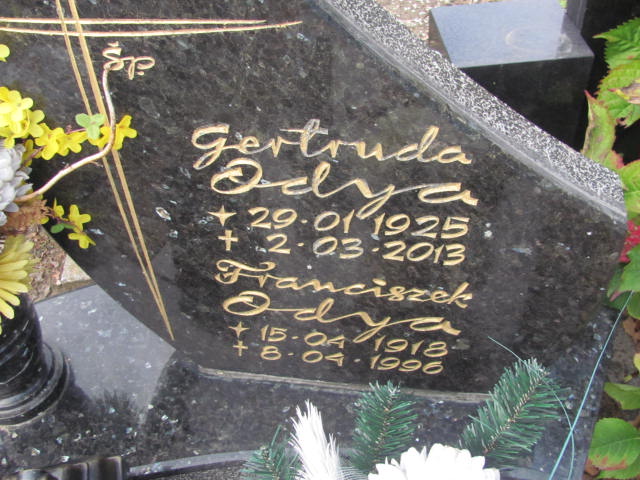 Śp.
Gertruda
Odya
✦ 29·01·1925
+ 2·03·2013
Franciszek
Odya
✦ 15·04·1918
+ 8·04·1996